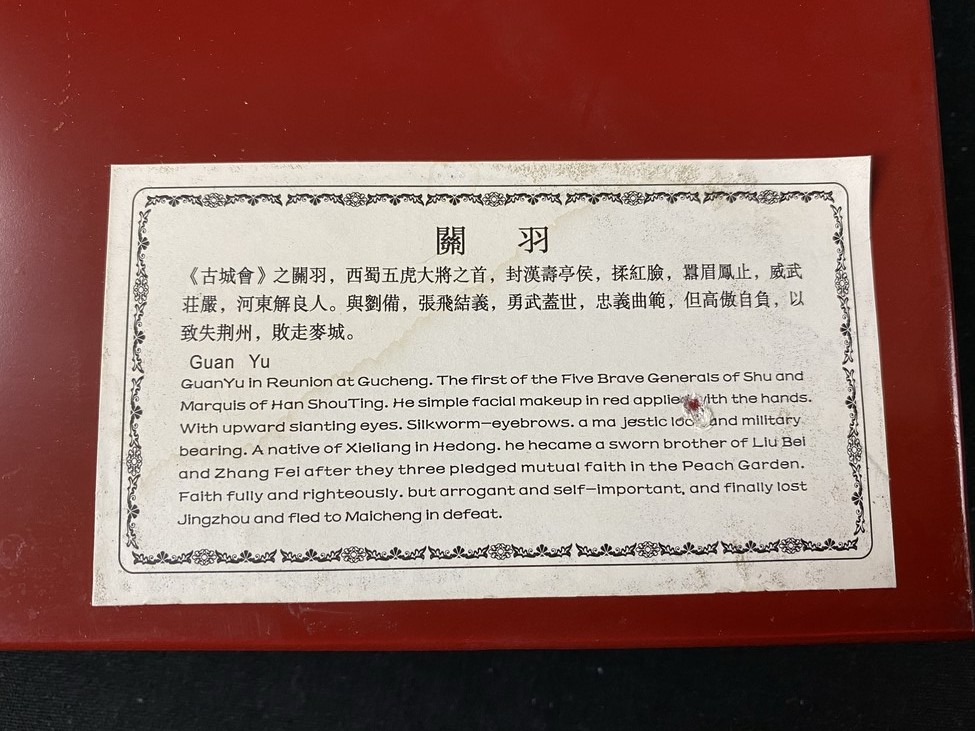 關 羽
《古城會》之關羽，西蜀五虎大將之首，封漢壽亭侯，揉紅臉，囂眉鳳止，威武
莊嚴，河東解良人。與劉備，張飛結義，勇武蓋世，忠義曲範，但高傲自負，以
致失荆州，敗走麥城。
Guan Yu
GuanYu in Reunion at Gucheng. The first of the Five Brave Generals of Shu and
Marquis of Han ShouTing. He simple facial makeup in red the hands.
With upward slanting eyes. Silkworm—eyebrows. a ma jestic and military
bearing. A native of Xieliang in Hedong. he hecame a sworn brother of Liu Bei
and Zhang Fei after they three pledged mutual faith in the Peach Garden.
Faith fully and righteously. but arrogant and self—important, and finally lost
Jingzhou and fled to Maicheng in defeat.